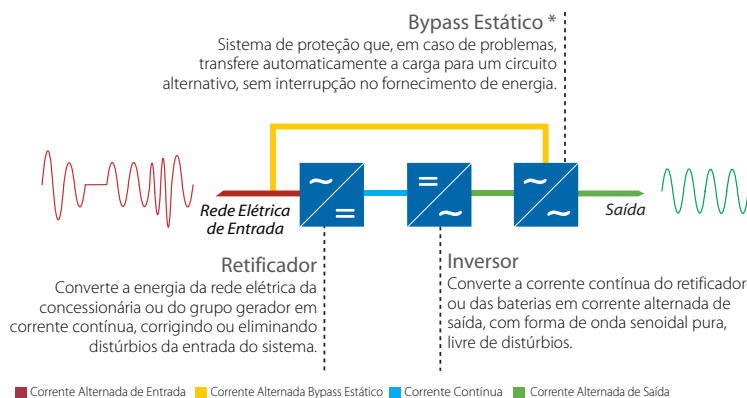 Bypass Estático *
Sistema de proteção que, em caso de problemas,
transfere automaticamente a carga para um circuito
alternativo, sem interrupção no fornecimento de energia.
Rede Elétrica
de Entrada
Saída
Retificador
Converte a energia da rede elétrica da
concessionária ou do grupo gerador em
corrente contínua, corrigindo ou eliminando
distúrbios da entrada do sistema.
Inversor
Converte a corrente contínua do retificador
ou das baterias em corrente alternada de
saída, com forma de onda senoidal pura,
livre de distúrbios.
Corrente Alternada de Entrada
Corrente Alternada Bypass Estático
Corrente Contínua
Corrente Alternada de Saída